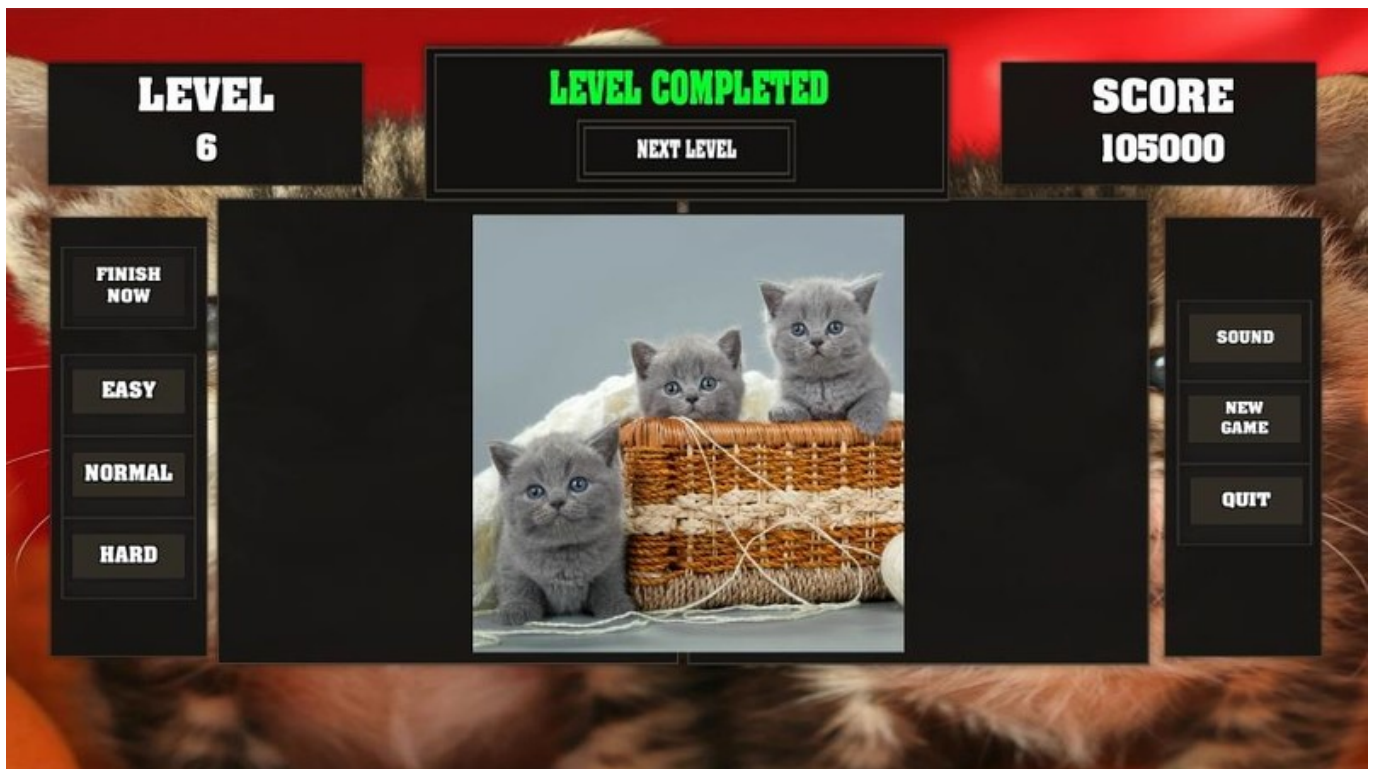 LEVEL
6
LEVEL COMPLETED
NEXT LEVEL
SCORE
105000
FINISH
NOW
EASY
NORMAL
HARD
SOUND
NEW
GAME
QUIT